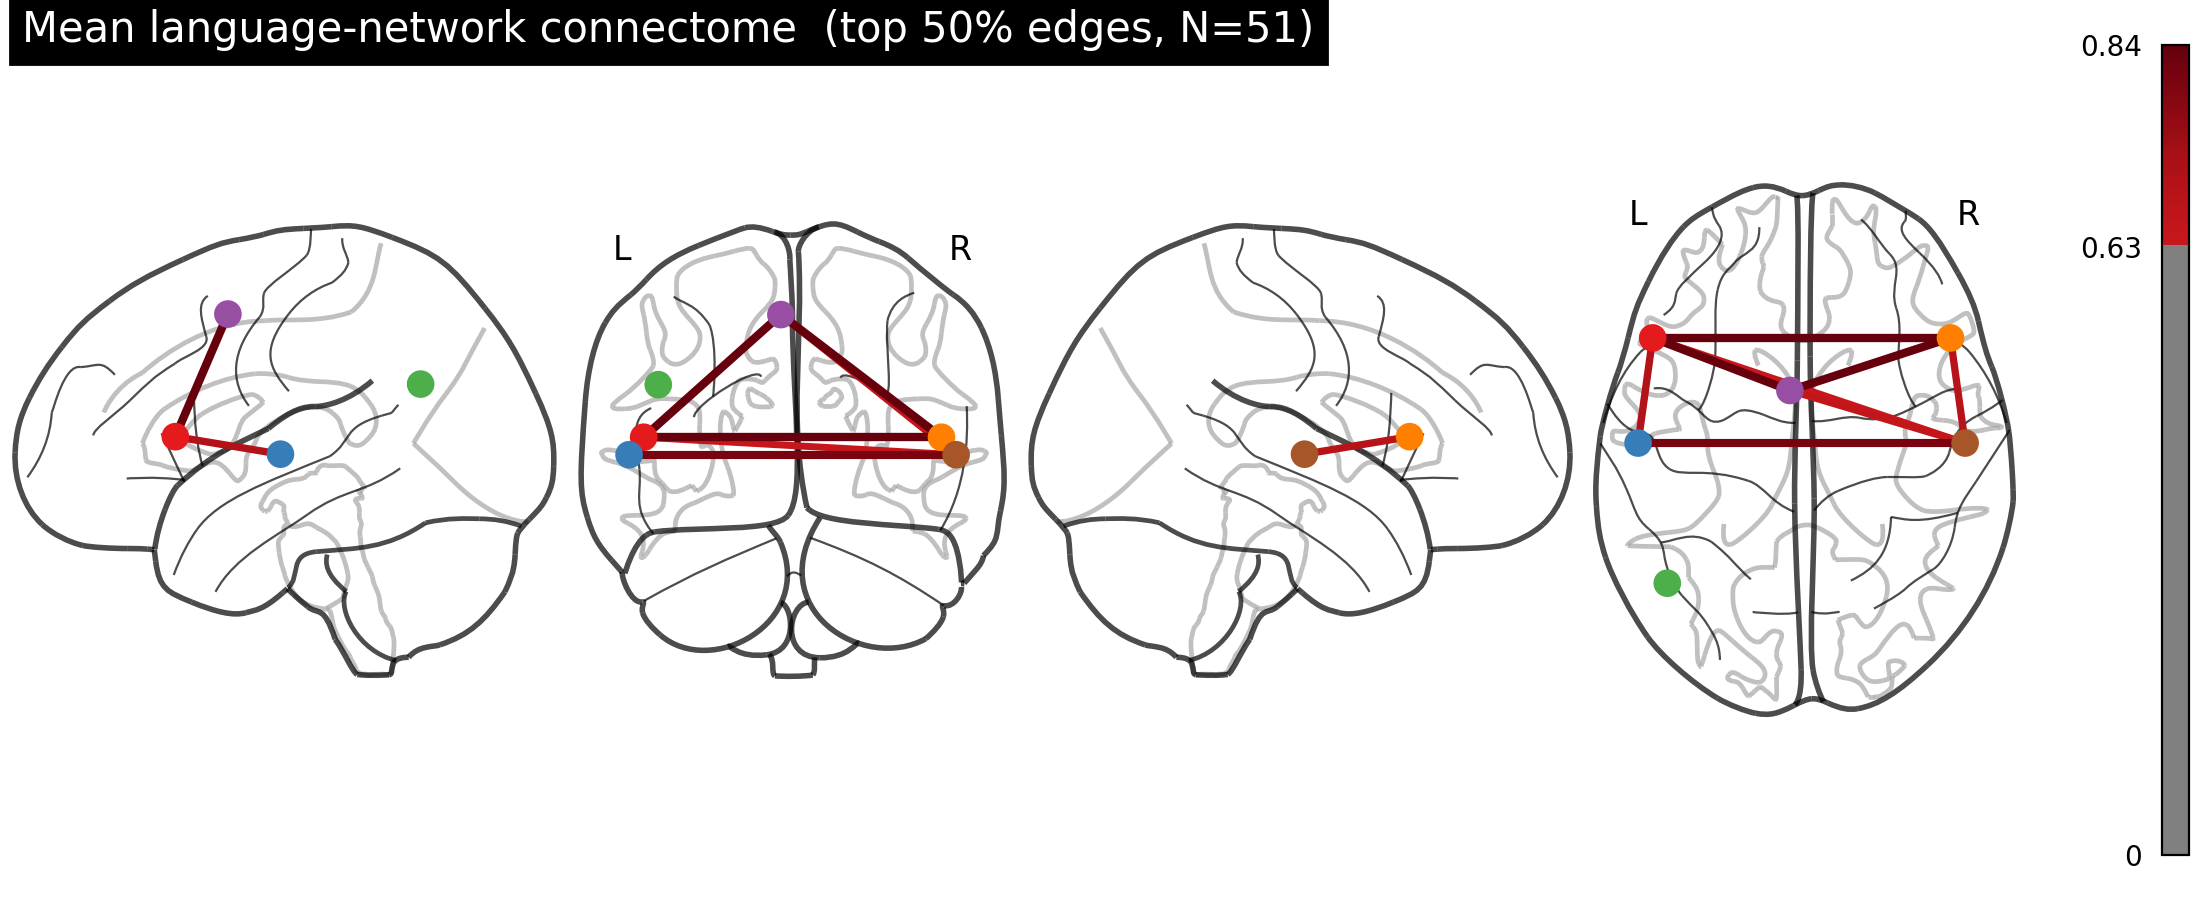 Mean language-network connectome  (top 50% edges, N=51)
L
R
L
R
0.84
0.63
0